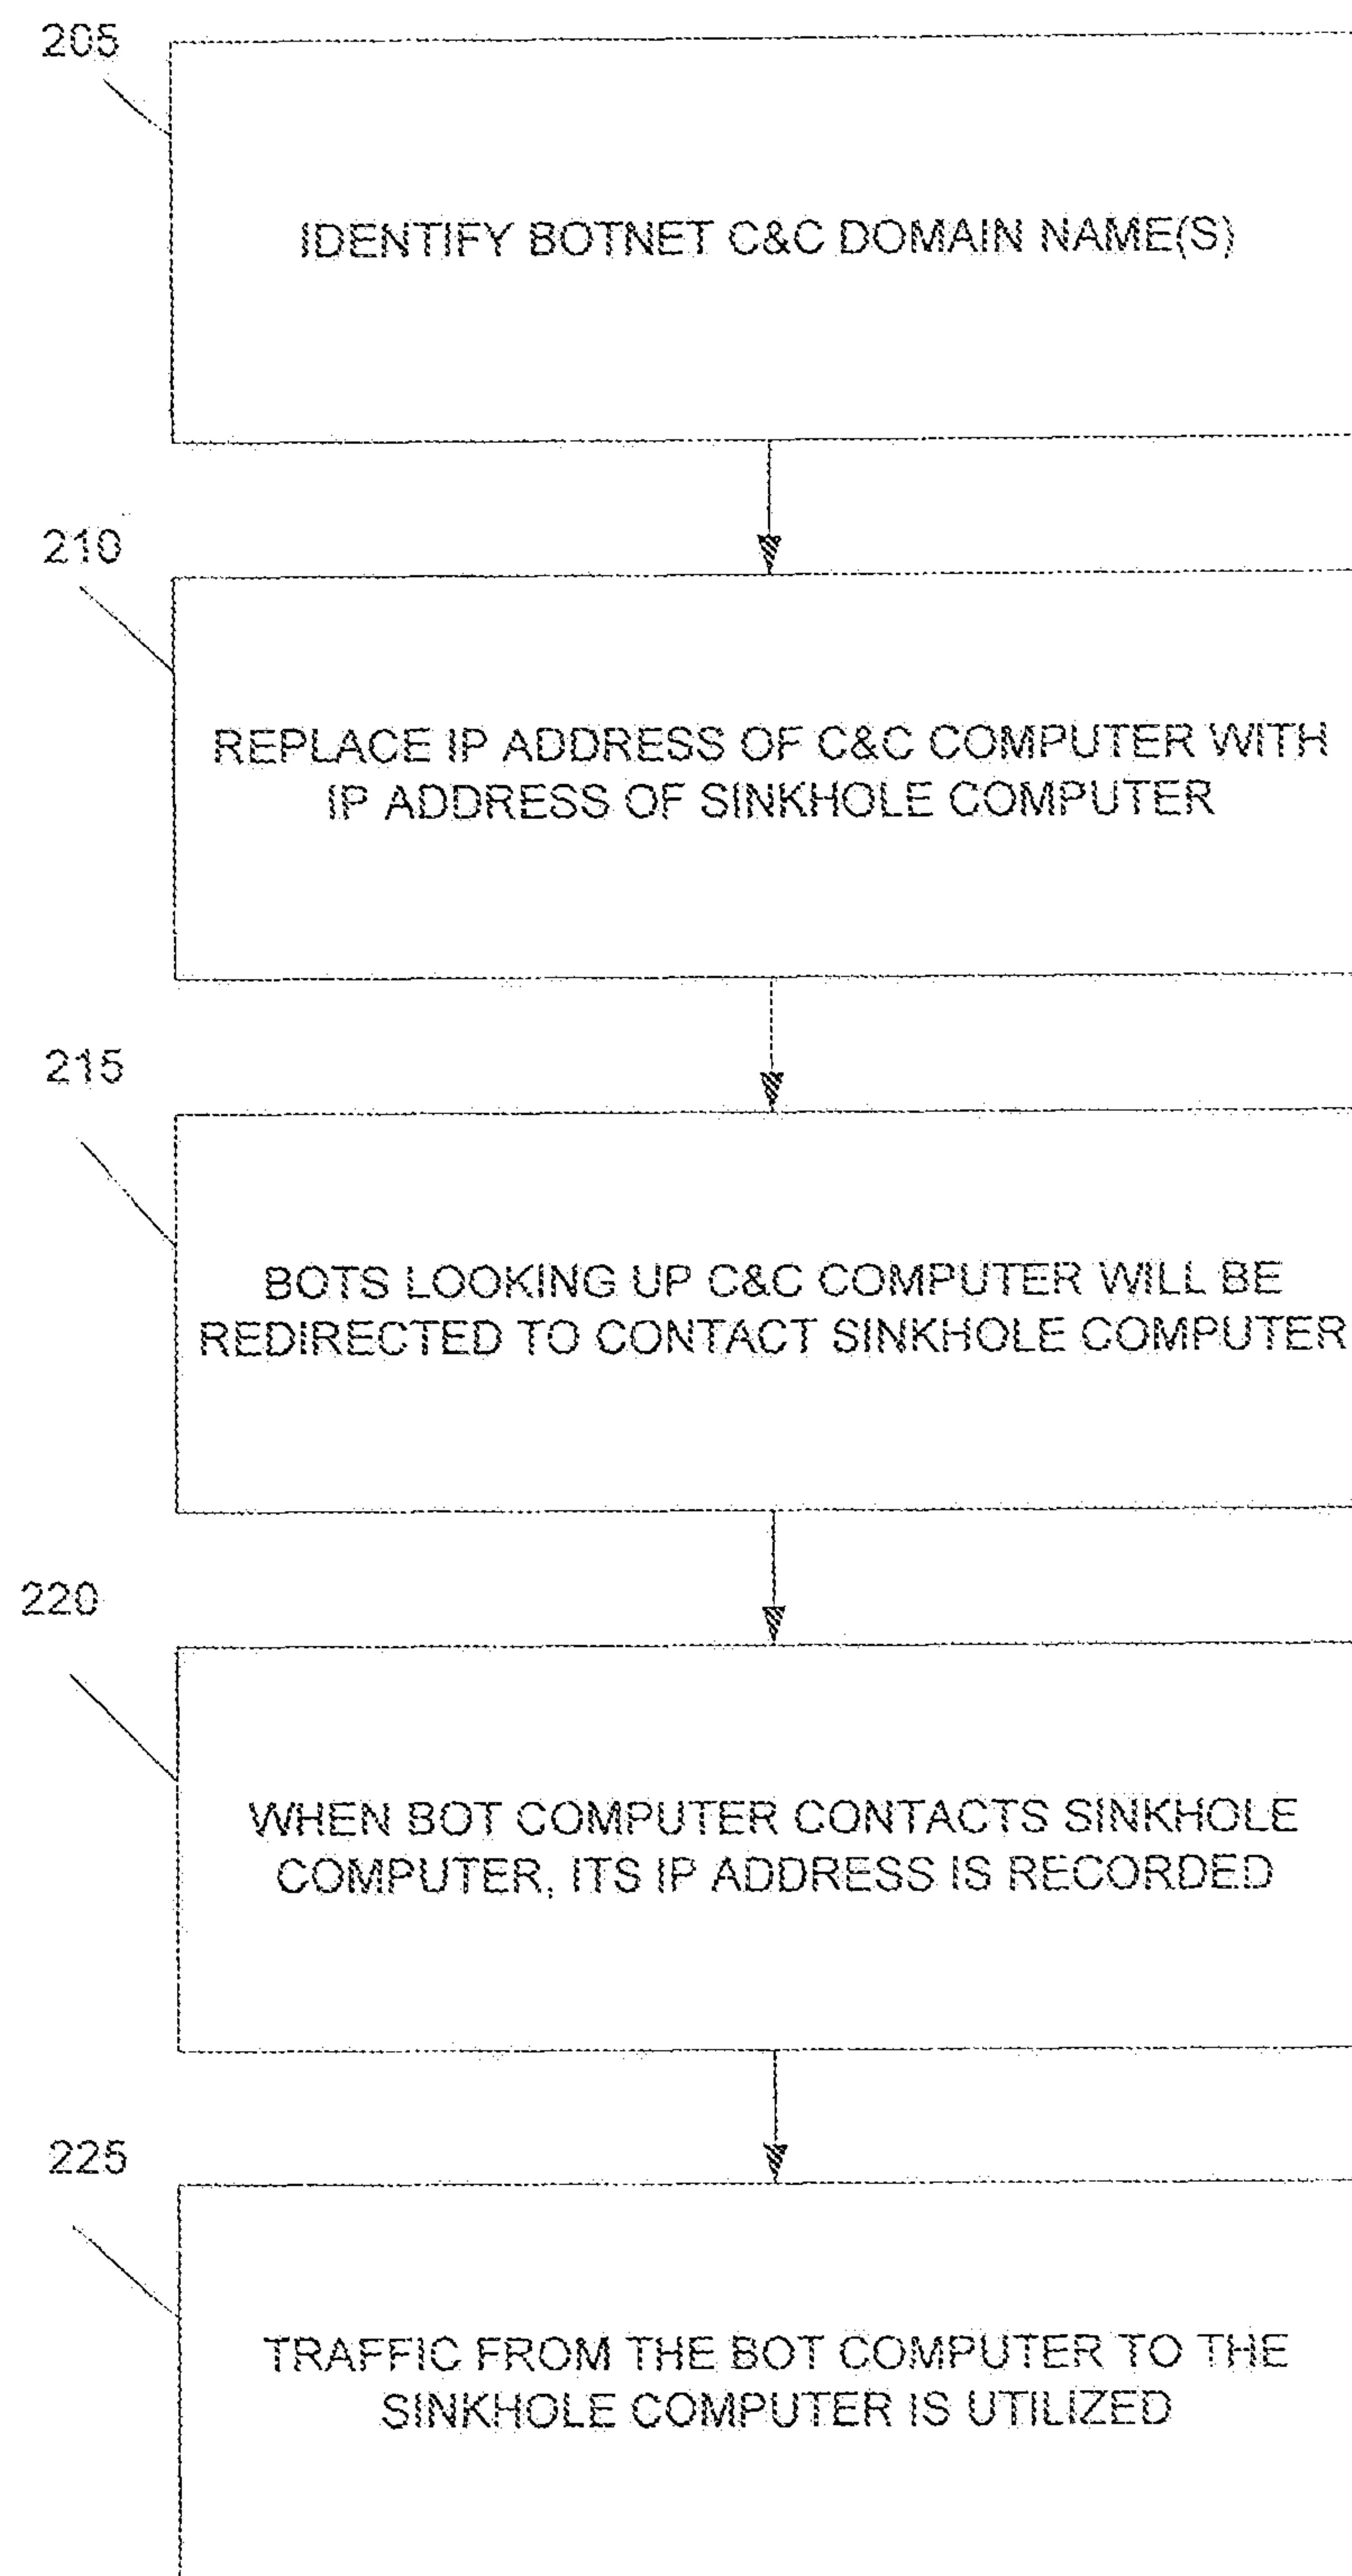 205
IDENTIFY BOTNET C&C DOMAIN NAME(S)
210
REPLACE IP ADDRESS OF C&C COMPUTER WITH
IP ADDRESS OF SINKHOLE COMPUTER
215
BOTS LOOKING UP C&C COMPUTER WILL BE
REDIRECTED TO CONTACT SINKHOLE COMPUTER
220
WHEN BOT COMPUTER CONTACTS SINKHOLE
COMPUTER, ITS IP ADDRESS IS RECORDED
225
TRAFFIC FROM THE BOT COMPUTER TO THE
SINKHOLE COMPUTER IS UTILIZED